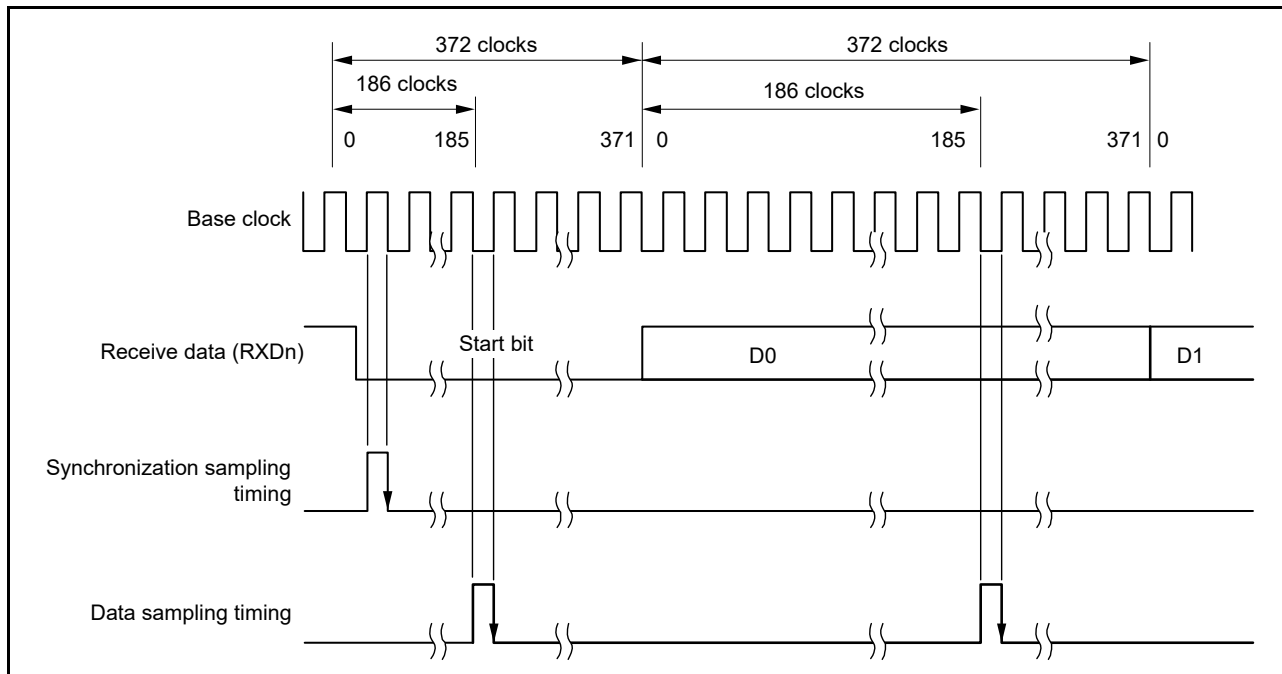 372 clocks 372 clocks
186 clocks 186 clocks
0 185 371 0 185 371 0
Base clock
Receive data (RXDn) Start bit D0 D1
Synchronization sampling
timing
Data sampling timing